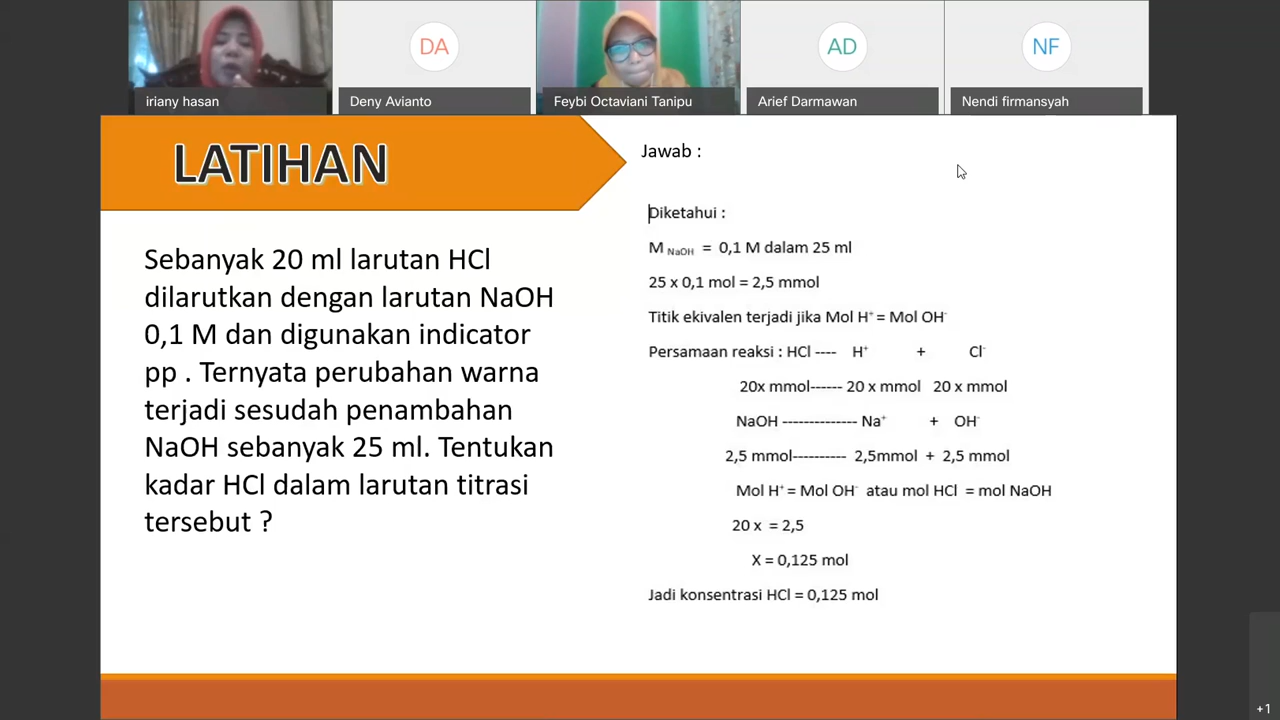 DA
AD
NF
iriany hasan
Deny Avianto
Feybi Octaviani Tanipu
Arief Darmawan
Nendi firmansyah
LATIHAN
Sebanyak 20 ml larutan HCl
dilarutkan dengan larutan NaOH
0,1 M dan digunakan indicator
pp . Ternyata perubahan warna
terjadi sesudah penambahan
NaOH sebanyak 25 ml. Tentukan
kadar HCl dalam larutan titrasi
tersebut ?
Jawab :
Diketahui :
M NaOH = 0,1 M dalam 25 ml
25 x 0,1 mol = 2,5 mmol
Titik ekivalen terjadi jika Mol H⁺ = Mol OH⁻
Persamaan reaksi : HCl ---- H⁺ + Cl⁻
20x mmol------ 20 x mmol 20 x mmol
NaOH -------------- Na⁺ + OH⁻
2,5 mmol---------- 2,5mmol + 2,5 mmol
Mol H⁺ = Mol OH⁻ atau mol HCl = mol NaOH
20 x = 2,5
X = 0,125 mol
Jadi konsentrasi HCl = 0,125 mol
+1